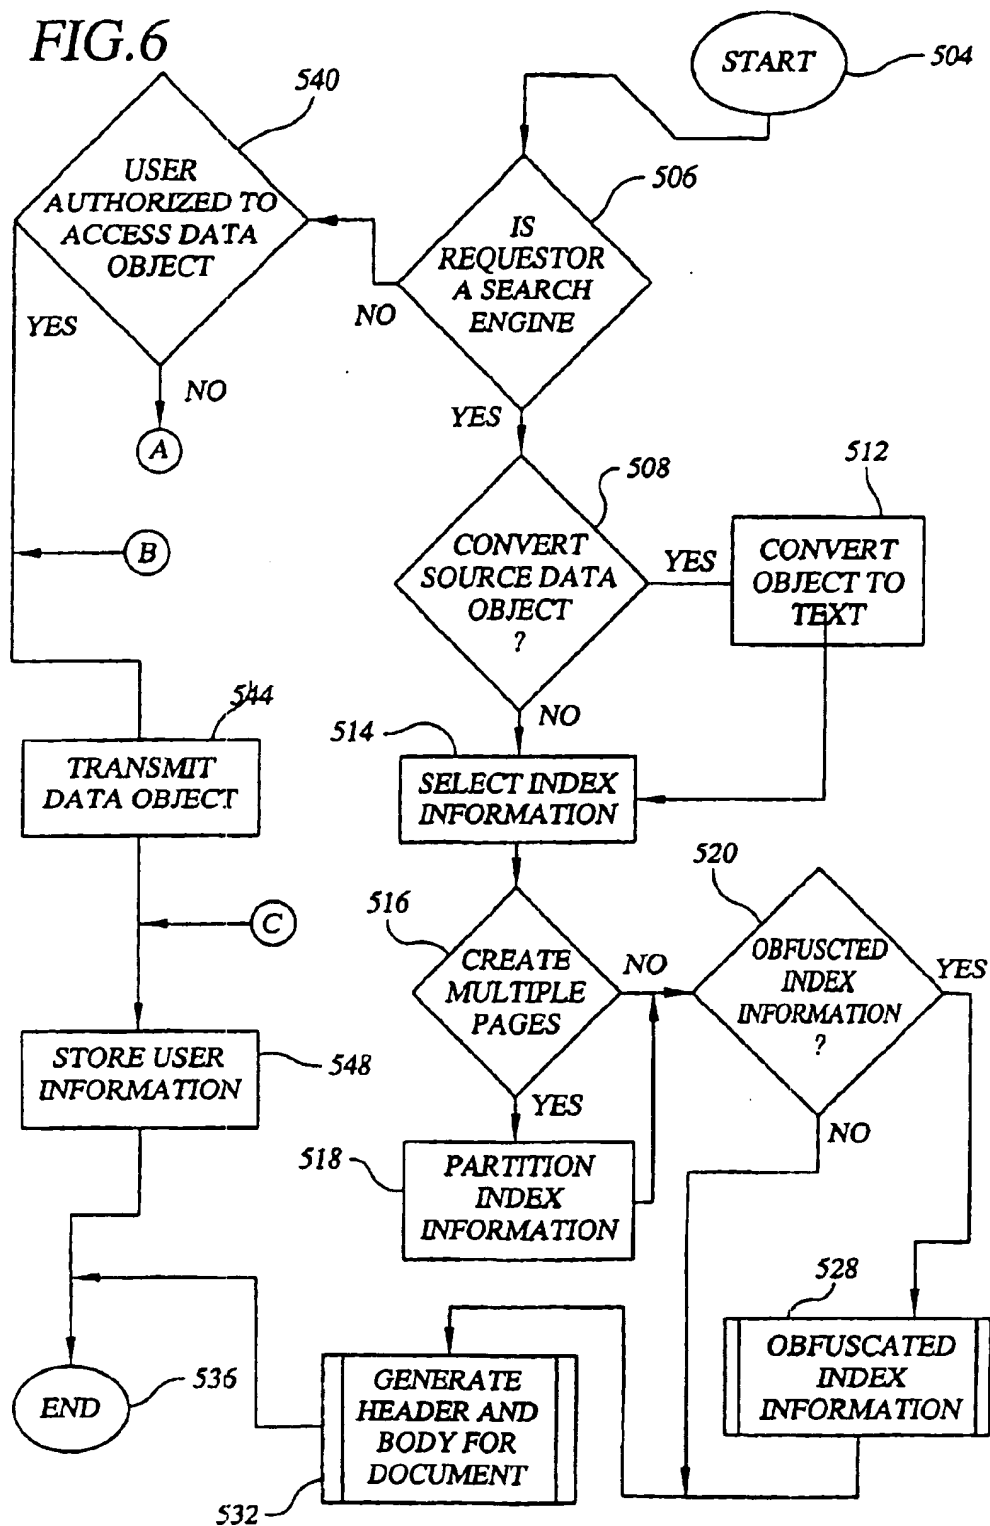 FIG.6
START
504
540
USER
AUTHORIZED TO
ACCESS DATA
OBJECT
YES
NO
A
506
IS
REQUESTOR
A SEARCH
ENGINE
NO
YES
508
CONVERT
SOURCE DATA
OBJECT
?
YES
NO
512
CONVERT
OBJECT TO
TEXT
B
544
TRANSMIT
DATA OBJECT
514
SELECT INDEX
INFORMATION
C
516
CREATE
MULTIPLE
PAGES
NO
YES
520
OBFUSCTED
INDEX
INFORMATION
?
YES
NO
STORE USER
INFORMATION
548
518
PARTITION
INDEX
INFORMATION
528
OBFUSCATED
INDEX
INFORMATION
END
536
GENERATE
HEADER AND
BODY FOR
DOCUMENT
532